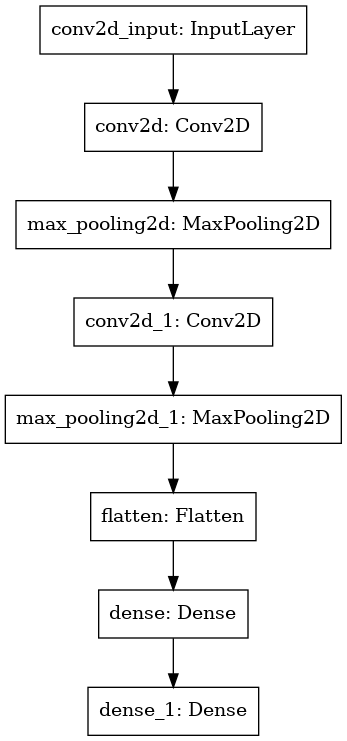 conv2d_input: InputLayer
conv2d: Conv2D
max_pooling2d: MaxPooling2D
conv2d_1: Conv2D
max_pooling2d_1: MaxPooling2D
flatten: Flatten
dense: Dense
dense_1: Dense